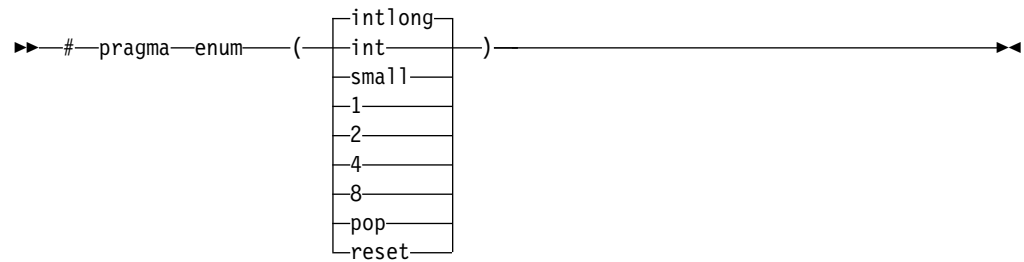 intlong
# pragma enum ( int )
small
1
2
4
8
pop
reset